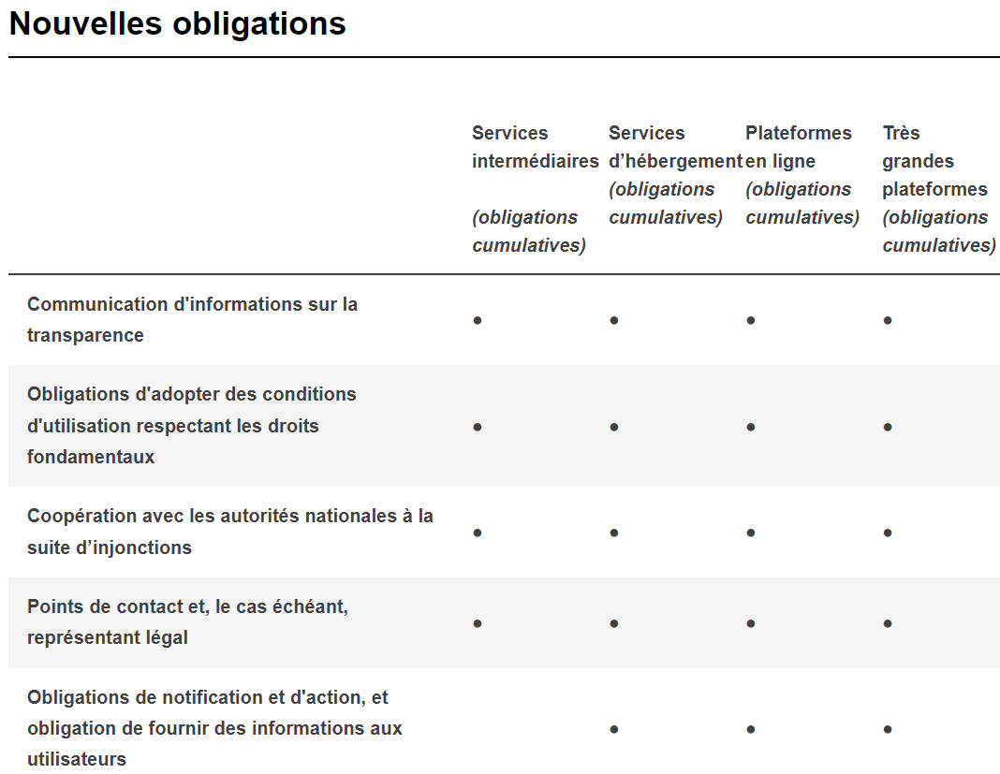 Nouvelles obligations
Services intermédiaires (obligations cumulatives)
Services d’hébergement (obligations cumulatives)
Plateformes en ligne (obligations cumulatives)
Très grandes plateformes (obligations cumulatives)
Communication d'informations sur la
transparence
● ● ● ●
Obligations d'adopter des conditions
d'utilisation respectant les droits
fondamentaux
● ● ● ●
Coopération avec les autorités nationales à la
suite d’injonctions
● ● ● ●
Points de contact et, le cas échéant,
représentant légal
● ● ● ●
Obligations de notification et d'action, et
obligation de fournir des informations aux
utilisateurs
● ● ●